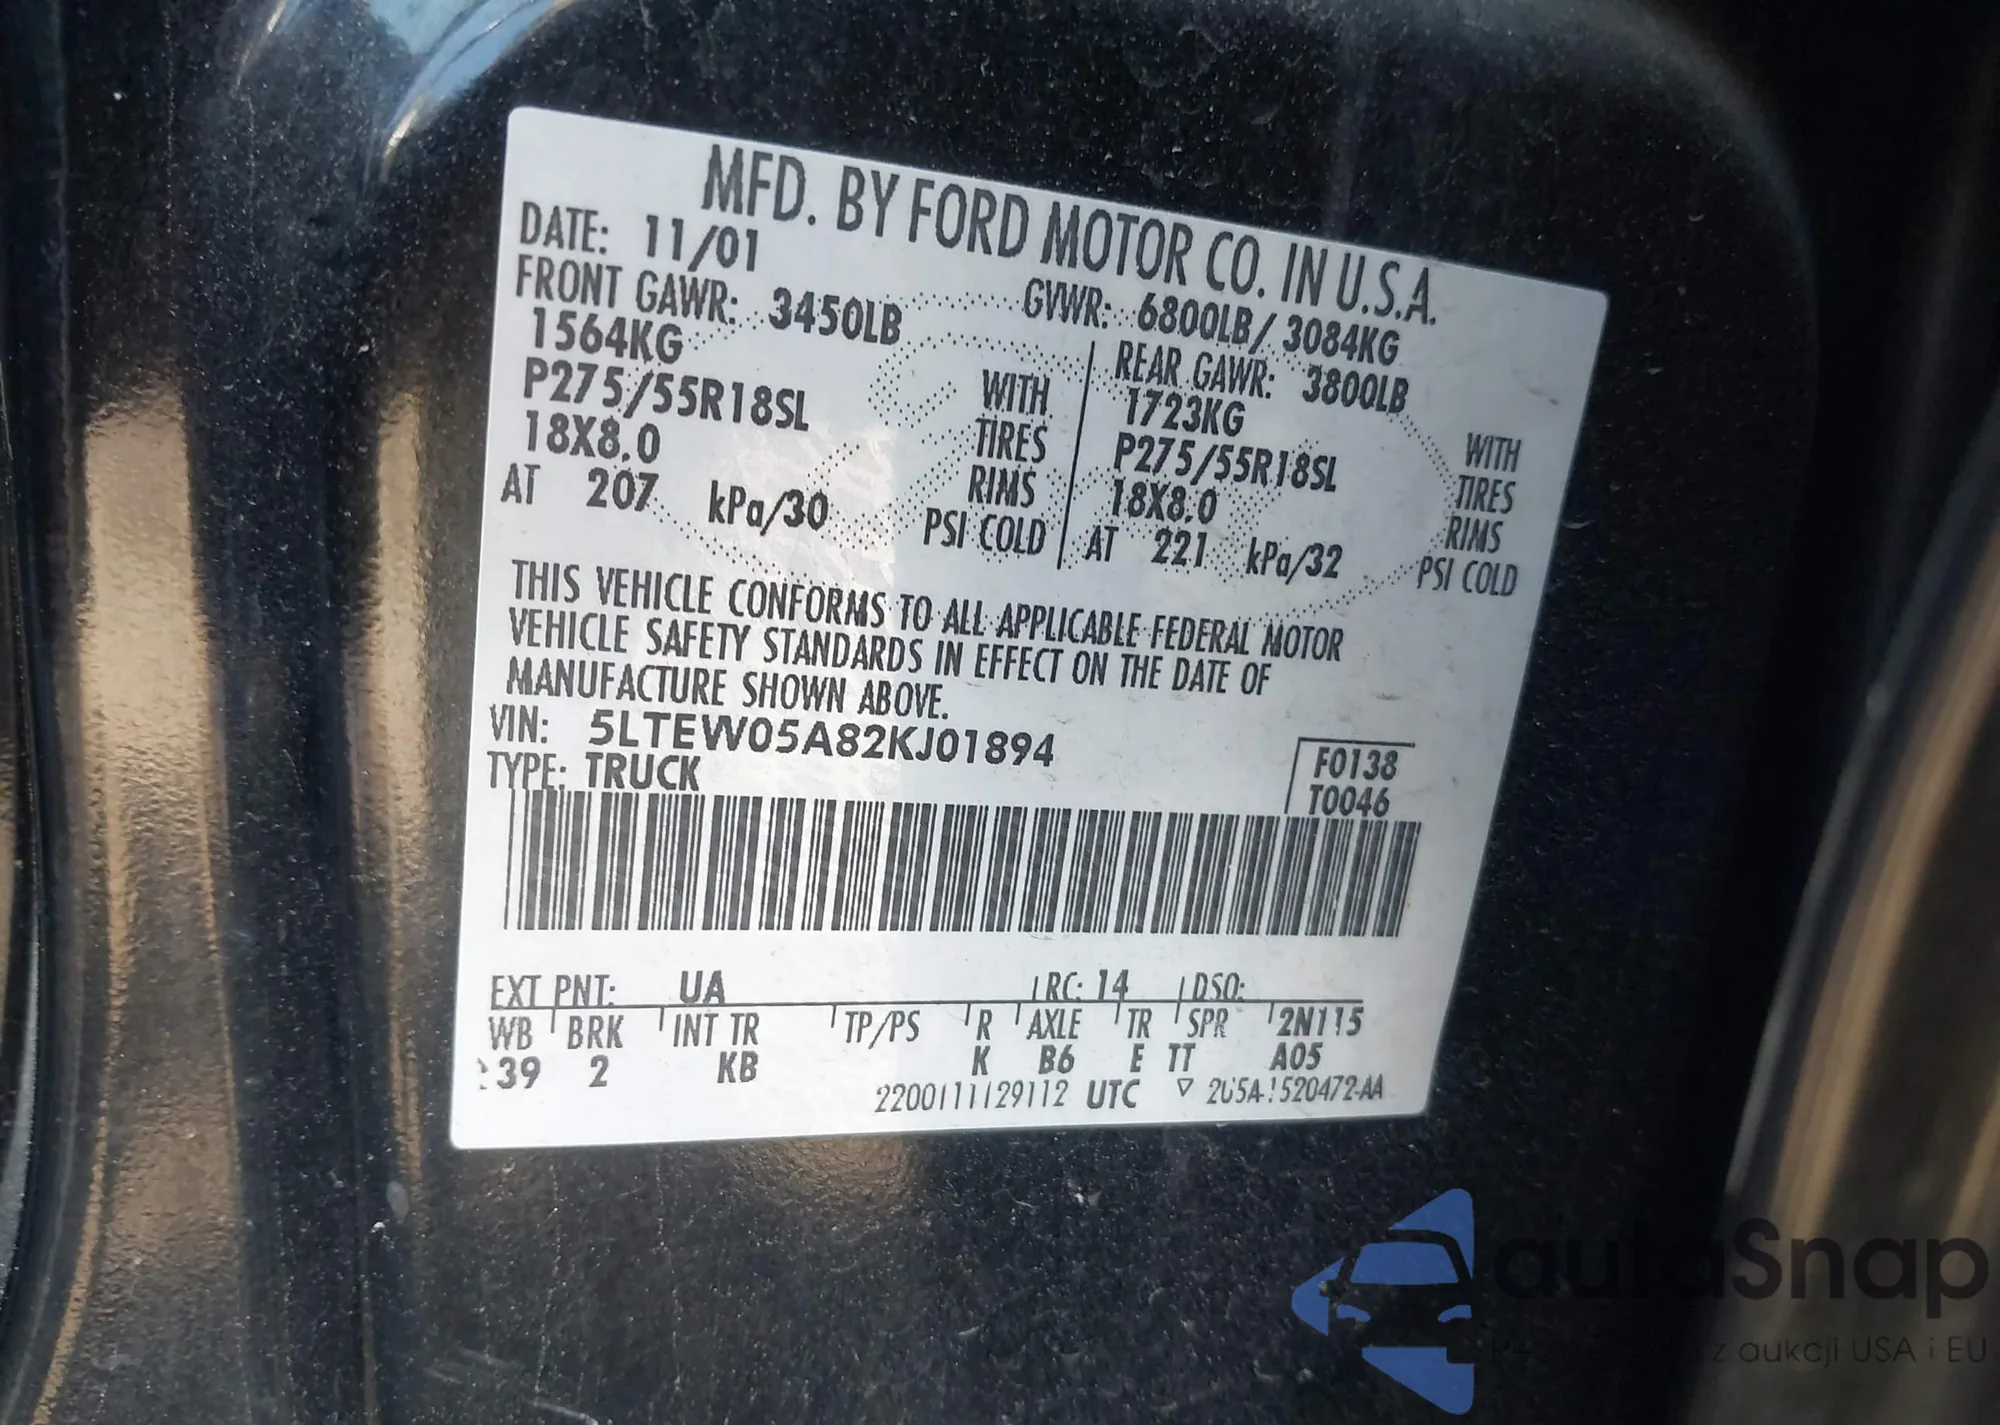 MFD. BY FORD MOTOR CO. IN U.S.A.
DATE: 11/01 GVWR: 6800LB/ 3084KG
FRONT GAWR: 3450LB REAR GAWR: 3800LB
1564KG WITH 1723KG WITH
P275/55R18SL TIRES P275/55R18SL TIRES
18X8.0 RIMS 18X8.0 RIMS
AT 207 kPa/30 PSI COLD AT 221 kPa/32 PSI COLD
THIS VEHICLE CONFORMS TO ALL APPLICABLE FEDERAL MOTOR
VEHICLE SAFETY STANDARDS IN EFFECT ON THE DATE OF
MANUFACTURE SHOWN ABOVE.
VIN: 5LTEW05A82KJ01894
TYPE: TRUCK
F0138
T0046
EXT PNT: UA RC: 14 DSO:
WB BRK INT TR TP/PS R AXLE TR SPR 2N115
39 2 KB K B6 E TT A05
2200111129112 UTC
autoSnap
z aukcji USA i EU